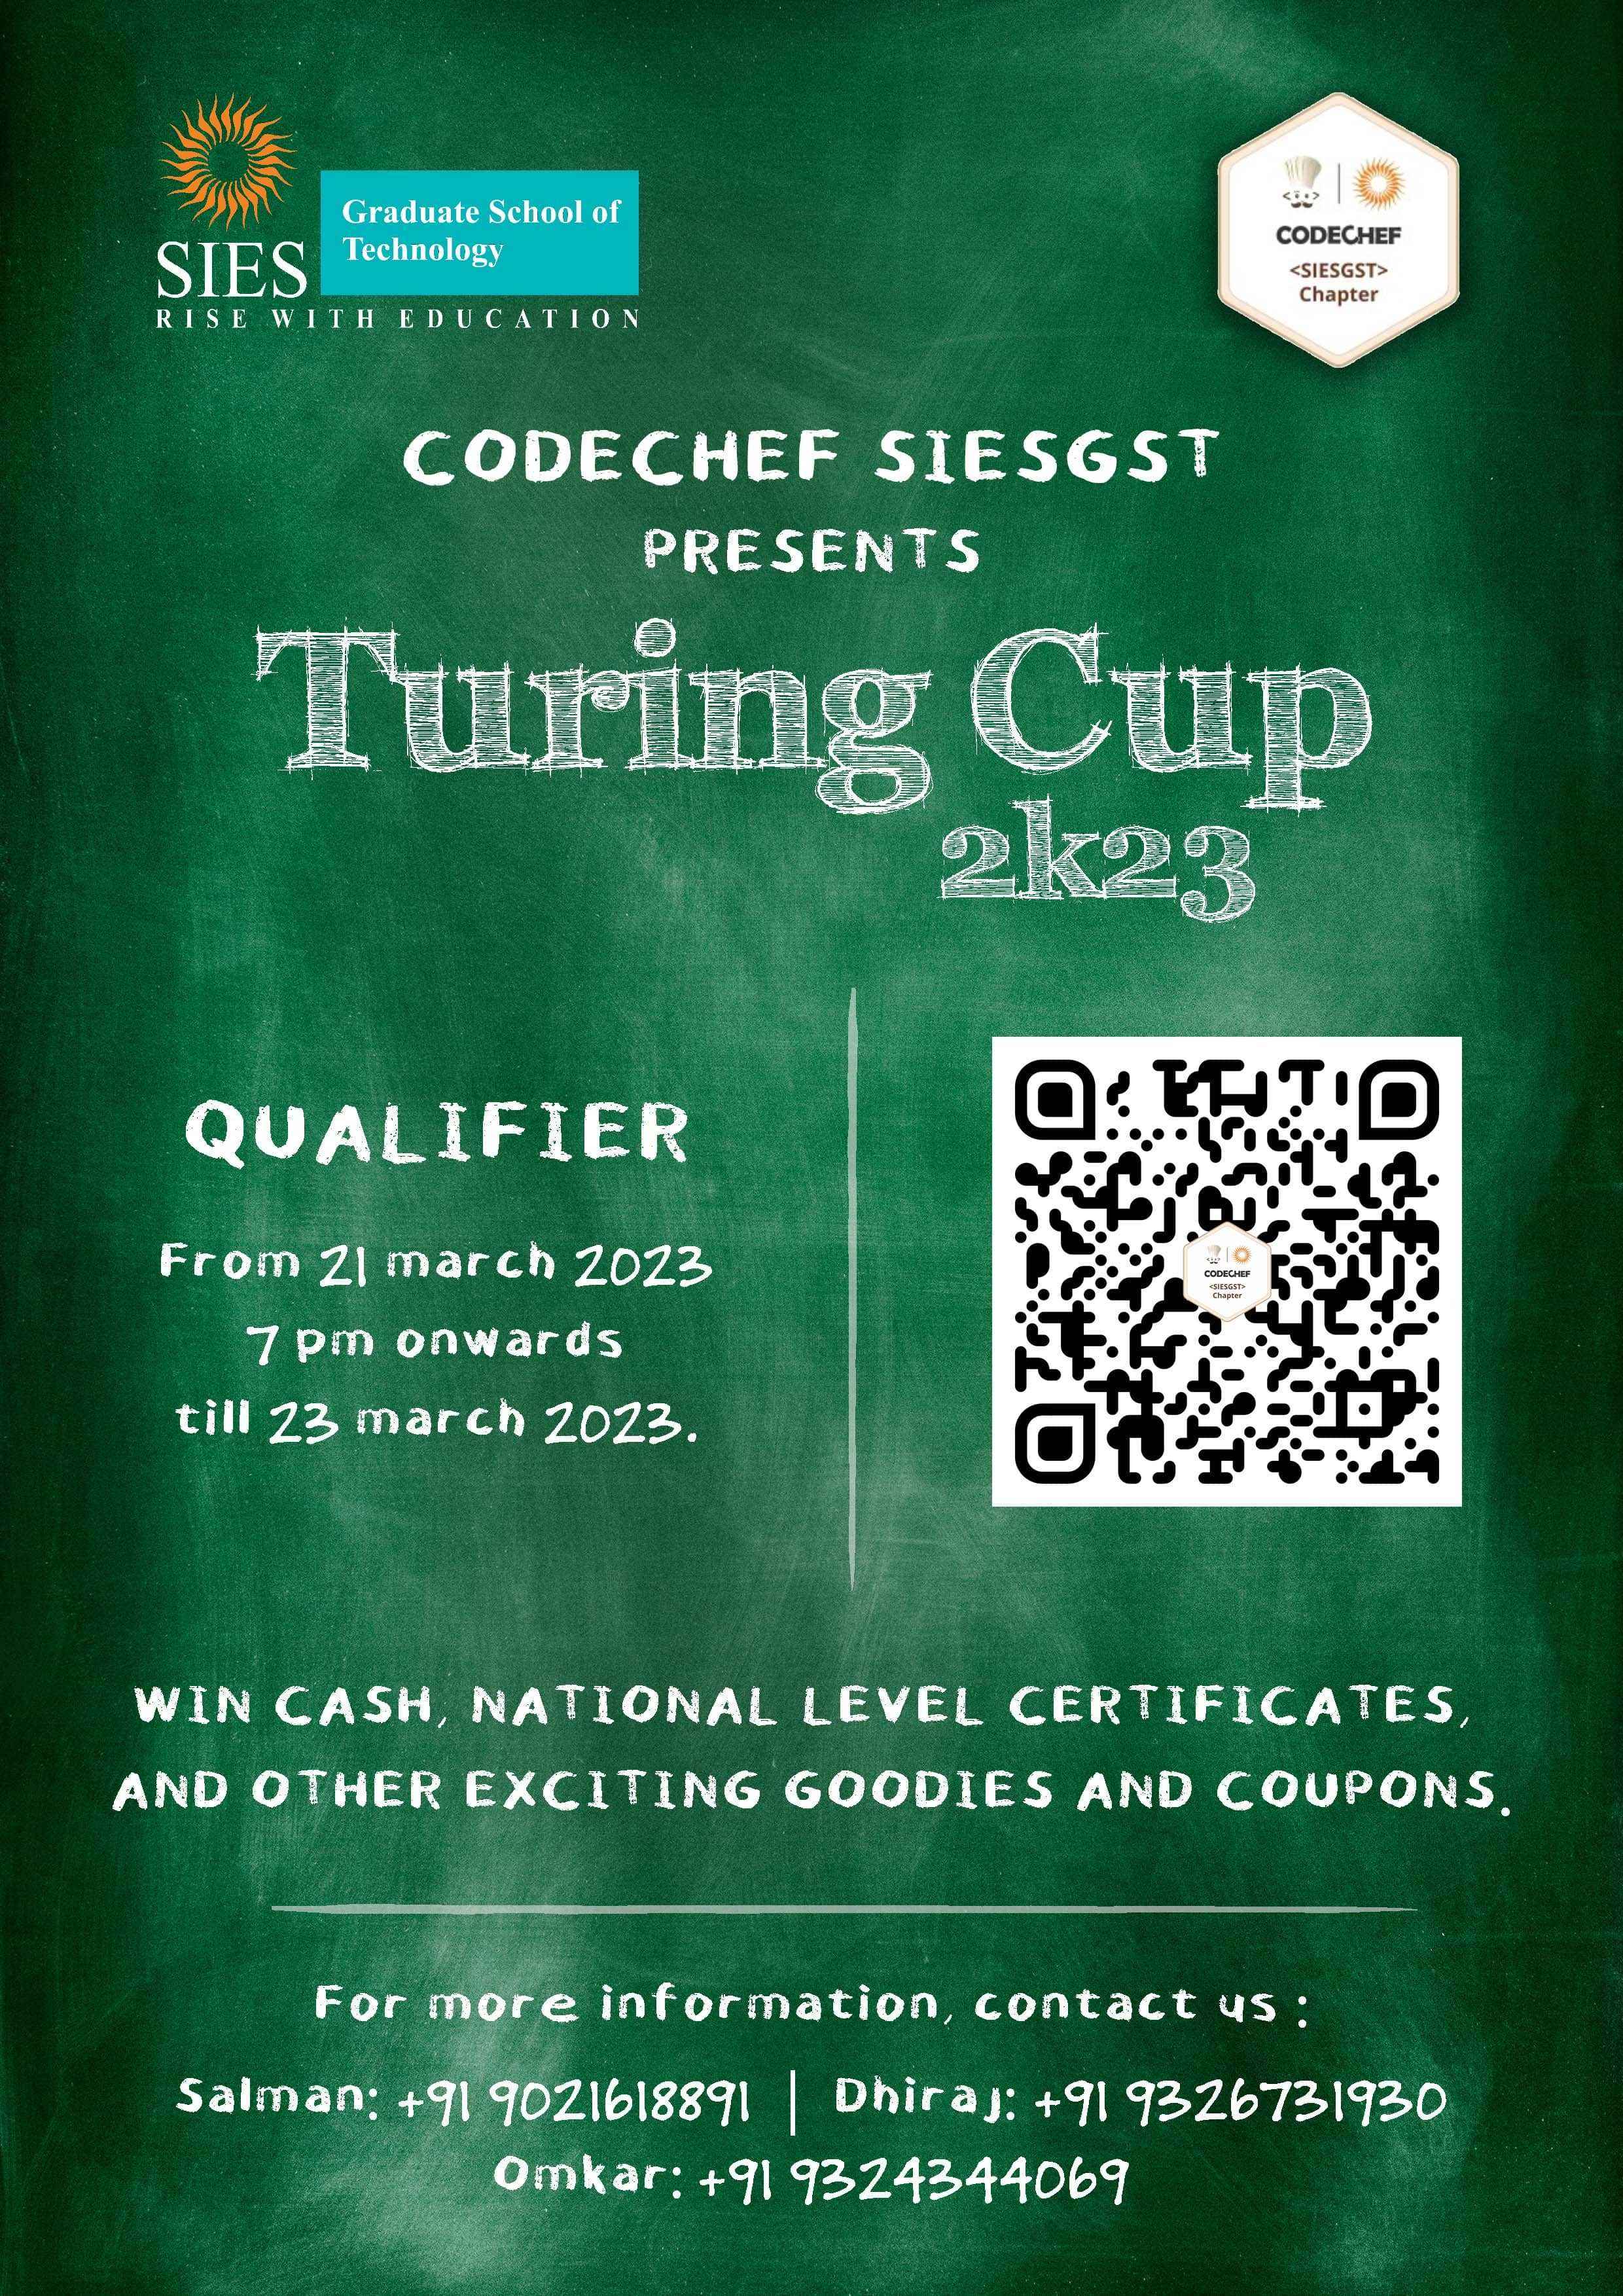 SIES
Graduate School of
Technology
RISE WITH EDUCATION
CODECHEF
<SIESGST>
Chapter
CODECHEF SIESGST
PRESENTS
Turing Cup
2k23
QUALIFIER
From 21 march 2023
7 pm onwards
till 23 march 2023.
CODECHEF
<SIESGST>
Chapter
WIN CASH, NATIONAL LEVEL CERTIFICATES,
AND OTHER EXCITING GOODIES AND COUPONS.
For more information, contact us :
Salman: +91 9021618891 | Dhiraj: +91 9326731930
Omkar: +91 9324344069